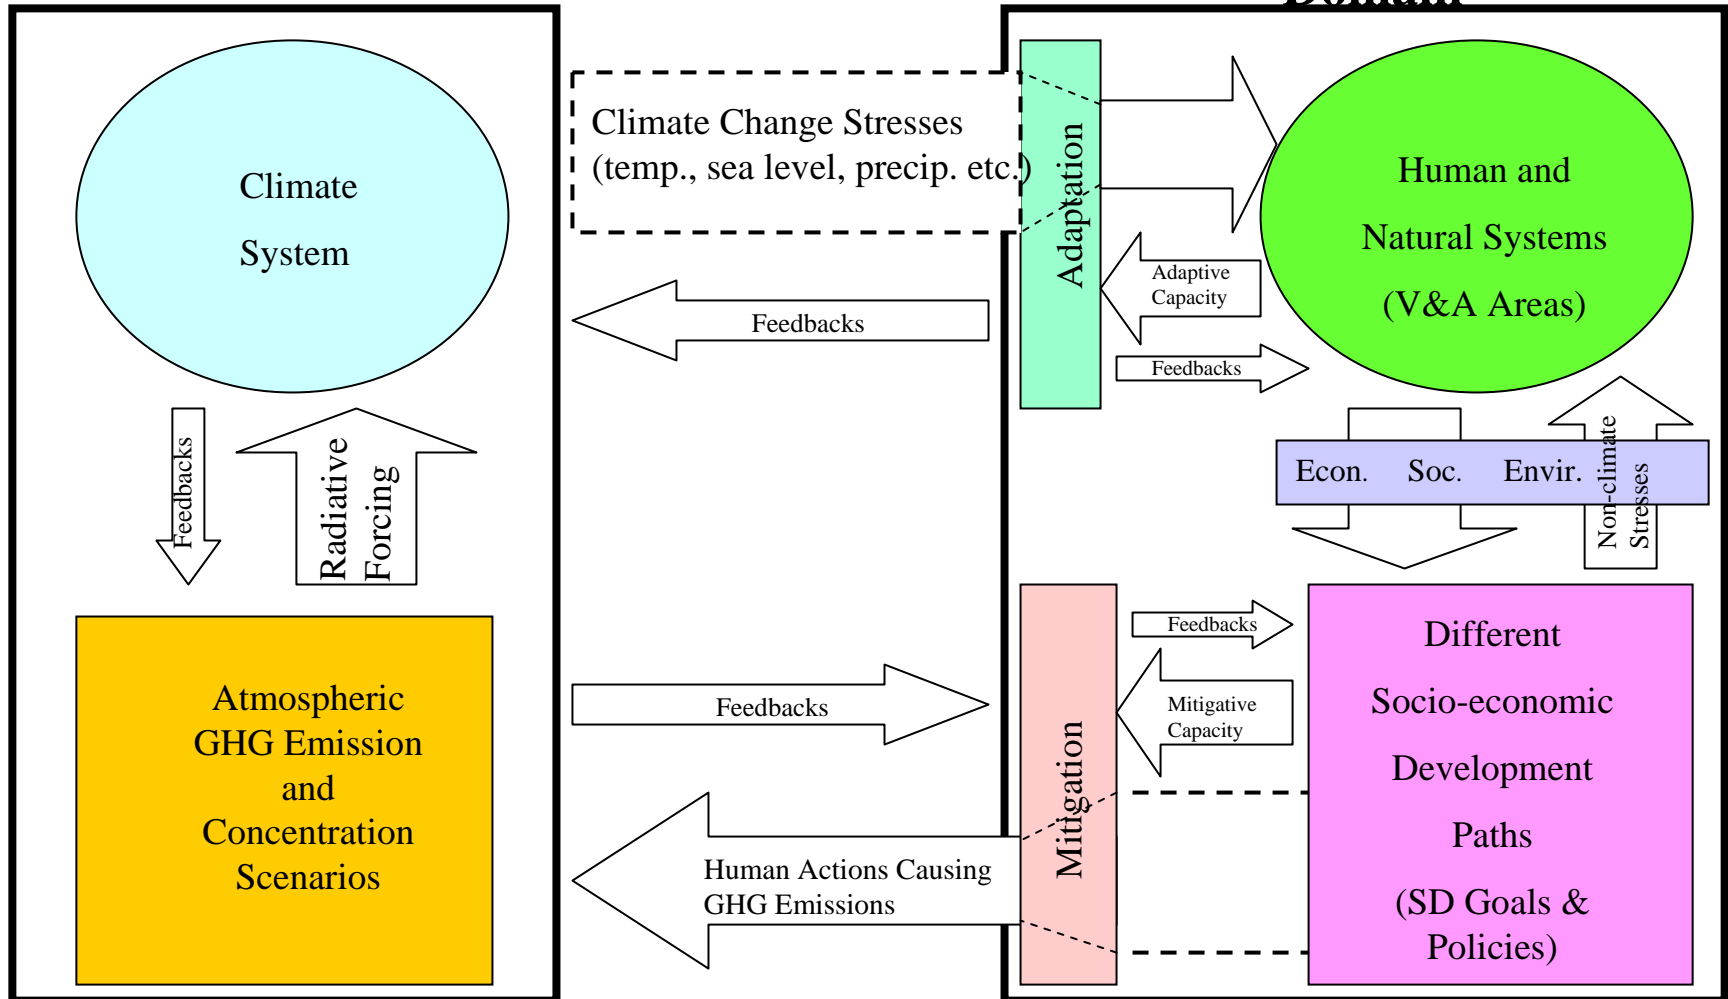 Climate
System
Climate Change Stresses
(temp., sea level, precip. etc.)
Adaptation
Human and
Natural Systems
(V&A Areas)
Adaptive
Capacity
Feedbacks
Feedbacks
Feedbacks
Radiative
Forcing
Econ. Soc. Envir.
Non-climate
Stresses
Atmospheric
GHG Emission
and
Concentration
Scenarios
Feedbacks
Human Actions Causing
GHG Emissions
Mitigation
Feedbacks
Mitigative
Capacity
Different
Socio-economic
Development
Paths
(SD Goals &
Policies)